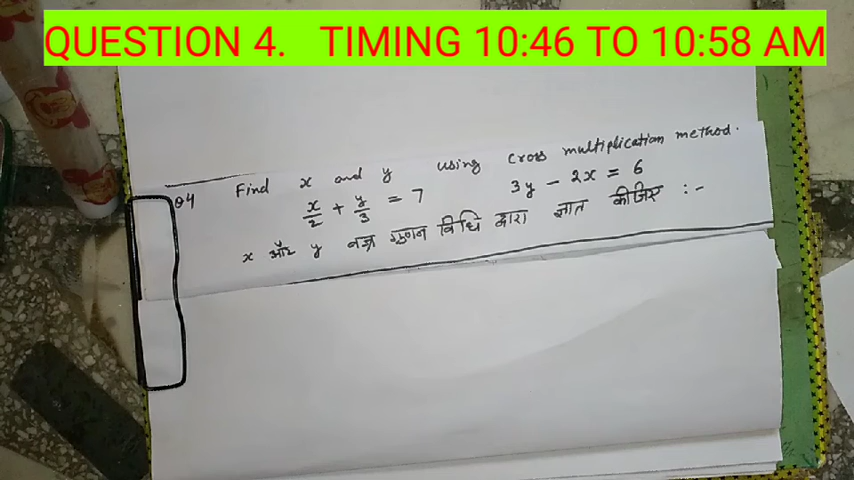 QUESTION 4. TIMING 10:46 TO 10:58 AM
Q4 Find x and y using cross multiplication method.
x/2 + y/3 = 7 3y - 2x = 6
x और y वज्र गुणन विधि द्वारा ज्ञात कीजिए :-